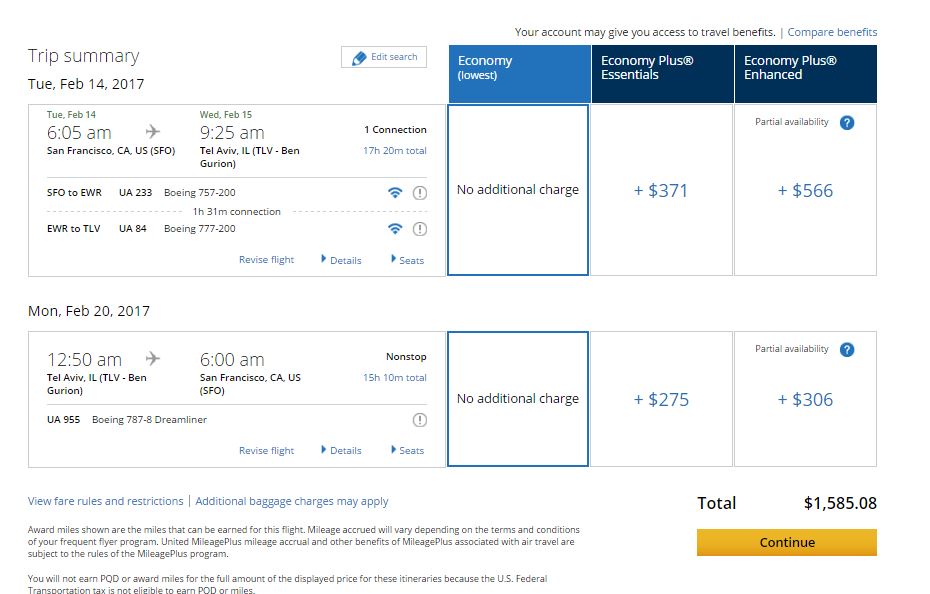 Your account may give you access to travel benefits. | Compare benefits
Trip summary
Edit search
Tue, Feb 14, 2017
Economy
(lowest)
Economy Plus®
Essentials
Economy Plus®
Enhanced
Tue, Feb 14
Wed, Feb 15
6:05 am
9:25 am
1 Connection
San Francisco, CA, US (SFO)
Tel Aviv, IL (TLV - Ben
Gurion)
17h 20m total
SFO to EWR UA 233 Boeing 757-200
1h 31m connection
EWR to TLV UA 84 Boeing 777-200
Revise flight Details Seats
No additional charge
+ $371
Partial availability ?
+ $566
Mon, Feb 20, 2017
12:50 am
6:00 am
Nonstop
Tel Aviv, IL (TLV - Ben
Gurion)
San Francisco, CA, US
(SFO)
15h 10m total
UA 955 Boeing 787-8 Dreamliner
Revise flight Details Seats
No additional charge
+ $275
Partial availability ?
+ $306
View fare rules and restrictions | Additional baggage charges may apply
Total $1,585.08
Continue
Award miles shown are the miles that can be earned for this flight. Mileage accrued will vary depending on the terms and conditions
of your frequent flyer program. United MileagePlus mileage accrual and other benefits of MileagePlus associated with air travel are
subject to the rules of the MileagePlus program.
You will not earn PQD or award miles for the full amount of the displayed price for these itineraries because the U.S. Federal
Transportation tax is not eligible to earn PQD or miles.